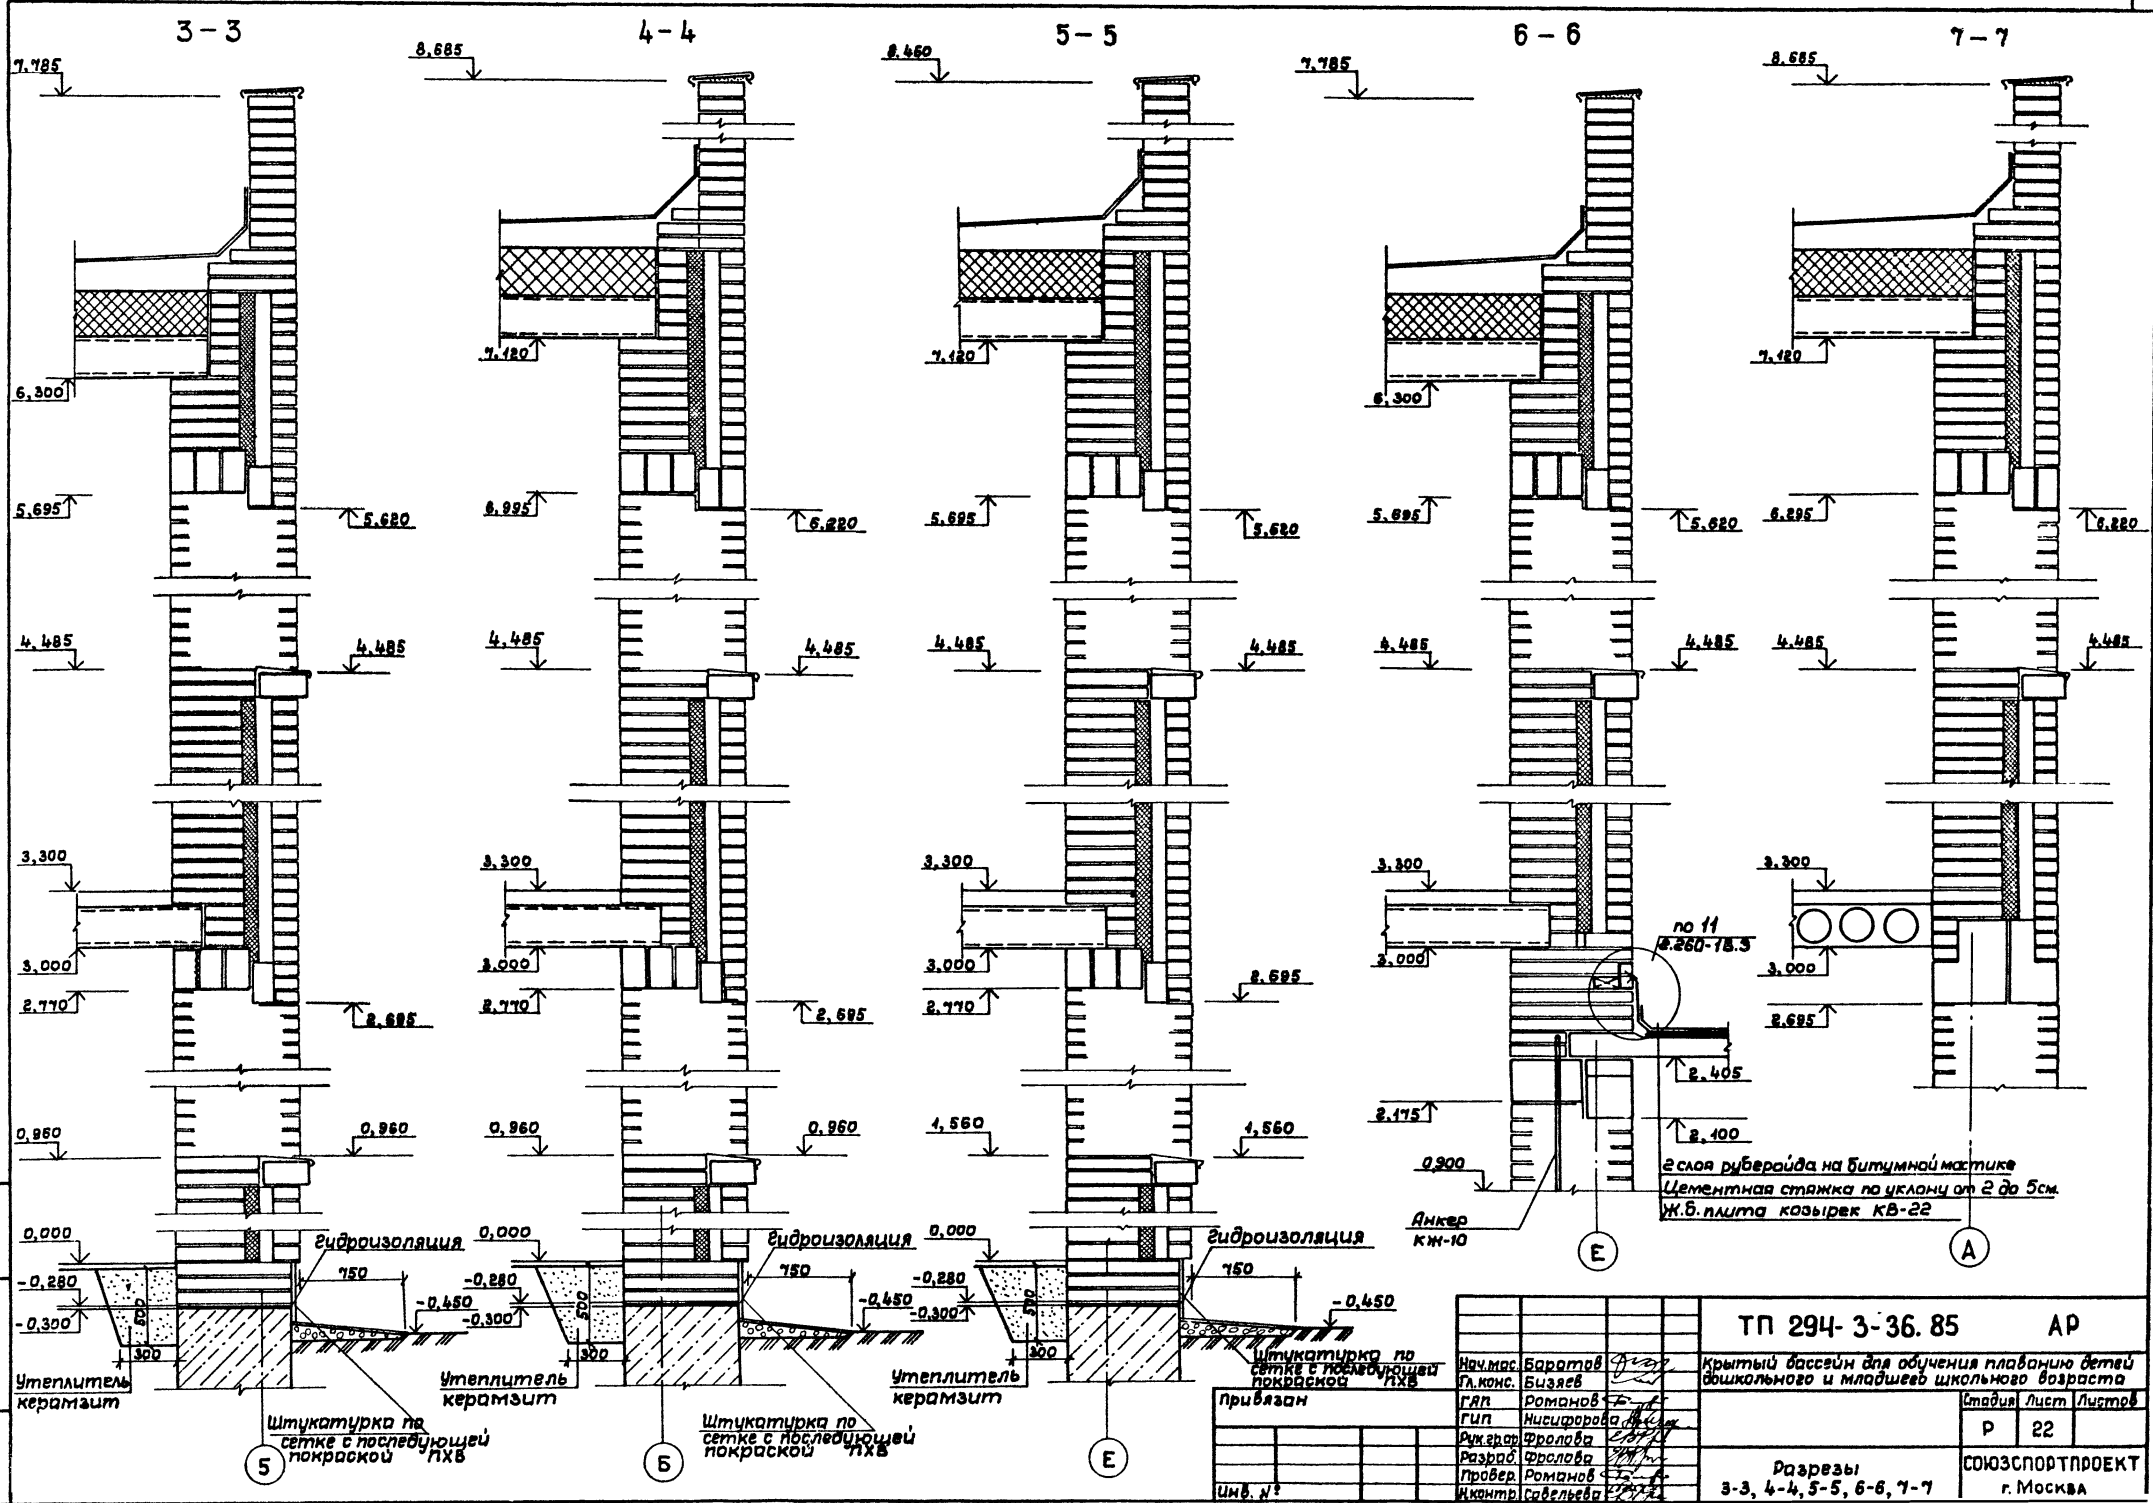 3-3
4-4
5-5
6-6
7-7
7,785
8,685
8,460
7,785
8,685
6,300
7,120
7,120
6,300
7,120
5,695
5,620
6,995
6,220
5,695
5,620
5,695
5,620
6,295
6,220
4,485
4,485
4,485
4,485
4,485
4,485
4,485
4,485
4,485
4,485
3,300
3,300
3,300
3,300
3,300
по 11
2.260-1В.3
3,000
3,000
3,000
3,000
3,000
2,770
2,695
2,770
2,695
2,770
2,695
2,695
2,405
2,175
2,100
0,960
0,960
0,960
0,960
1,560
1,560
0,900
2 слоя рубероида на битумной мастике
Цементная стяжка по уклону от 2 до 5см.
Ж.б. плита козырек КВ-22
Анкер
КЖ-10
Е
А
0,000
Гидроизоляция
750
-0,280
-0,300
500
-0,450
300
Утеплитель
керамзит
Штукатурка по
сетке с последующей
покраской ПХВ
5
0,000
Гидроизоляция
750
-0,280
-0,300
500
-0,450
300
Утеплитель
керамзит
Штукатурка по
сетке с последующей
покраской ПХВ
Б
0,000
Гидроизоляция
750
-0,280
-0,300
500
-0,450
300
Утеплитель
керамзит
Штукатурка по
сетке с последующей
покраской ПХВ
Е
Привязан
Инв. №
ТП 294-3-36.85 АР
Нач.мас. Баратов
Гл.конс. Бизяев
ГАП Романов
ГИП Нисифорова
Рук.гр.ар. Фролова
Разраб. Фролова
Провер. Романов
Н.контр. Савельева
Крытый бассейн для обучения плаванию детей
дошкольного и младшего школьного возраста
Стадия Лист Листов
Р 22
Разрезы
3-3, 4-4, 5-5, 6-6, 7-7
СОЮЗСПОРТПРОЕКТ
г. Москва